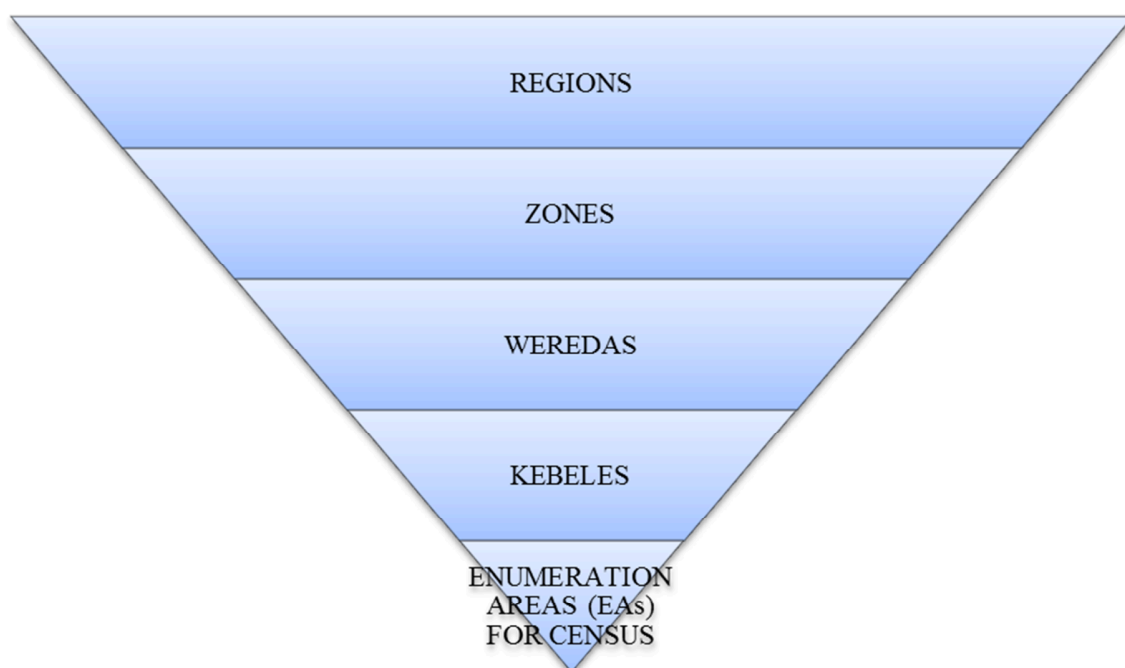 REGIONS
ZONES
WEREDAS
KEBELES
ENUMERATION
AREAS (EAs)
FOR CENSUS